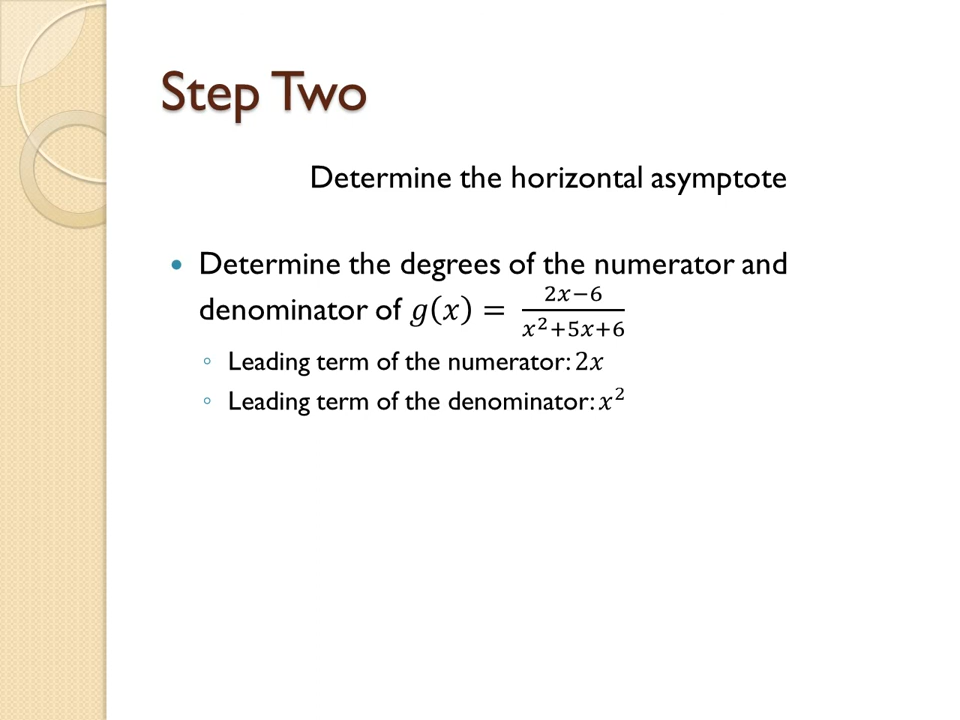 Step Two
Determine the horizontal asymptote
• Determine the degrees of the numerator and
denominator of 𝑔(𝑥) = (2𝑥−6)/(𝑥²+5𝑥+6)
◦ Leading term of the numerator: 2𝑥
◦ Leading term of the denominator: 𝑥²